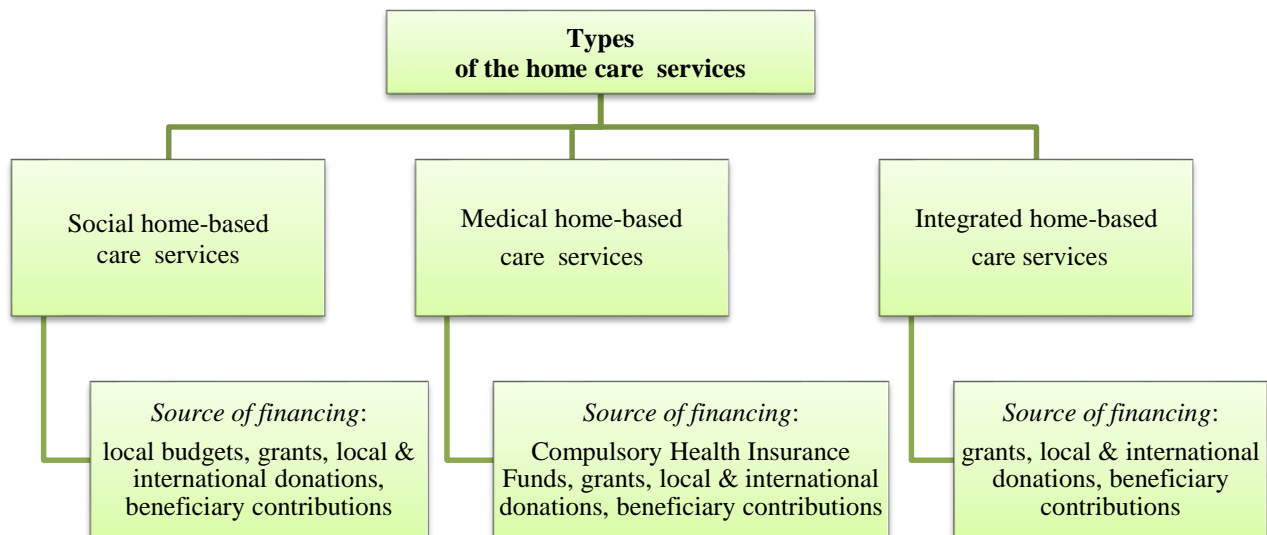 Types
of the home care services
Social home-based
care services
Medical home-based
care services
Integrated home-based
care services
Source of financing:
local budgets, grants, local &
international donations,
beneficiary contributions
Source of financing:
Compulsory Health Insurance
Funds, grants, local & international
donations, beneficiary contributions
Source of financing:
grants, local & international
donations, beneficiary
contributions